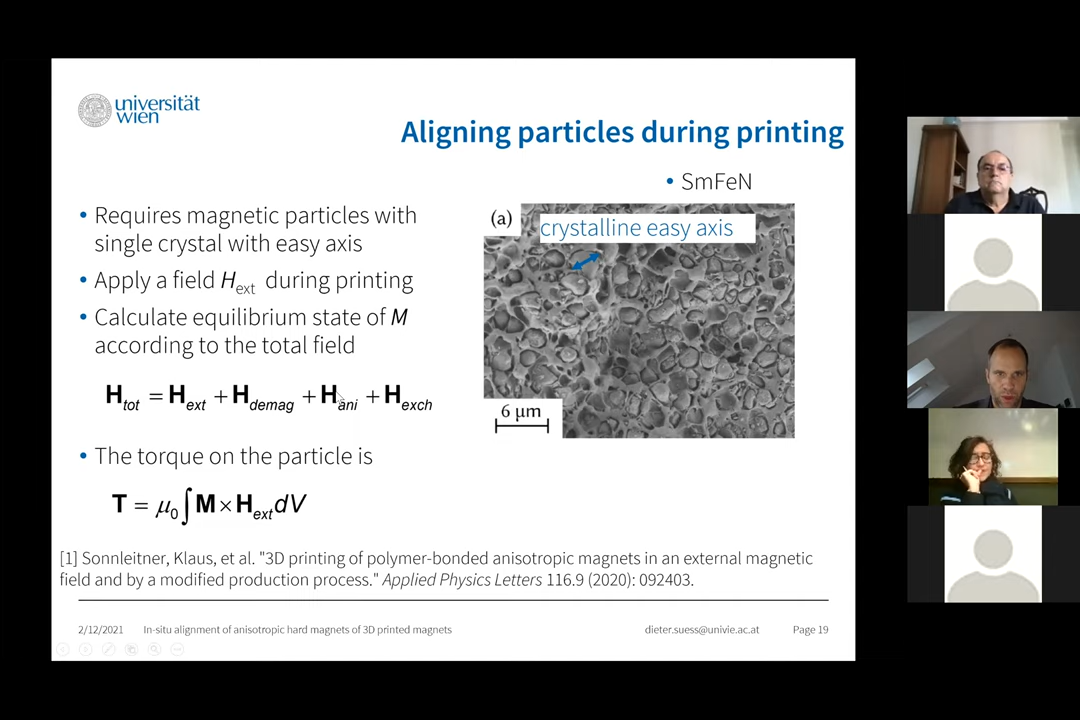 universität
wien
Aligning particles during printing
• SmFeN
• Requires magnetic particles with
single crystal with easy axis
• Apply a field Hext during printing
• Calculate equilibrium state of M
according to the total field
Htot = Hext + Hdemag + Hani + Hexch
• The torque on the particle is
T = μ0∫M×HextdV
(a)
crystalline easy axis
6 µm
[1] Sonnleitner, Klaus, et al. "3D printing of polymer-bonded anisotropic magnets in an external magnetic
field and by a modified production process." Applied Physics Letters 116.9 (2020): 092403.
2/12/2021 In-situ alignment of anisotropic hard magnets of 3D printed magnets dieter.suess@univie.ac.at Page 19